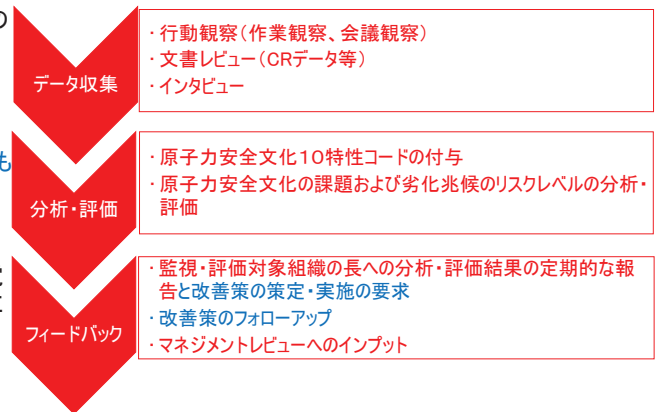 の
データ収集
・行動観察（作業観察、会議観察）
・文書レビュー（CRデータ等）
・インタビュー
も
分析・評価
・原子力安全文化１０特性コードの付与
・原子力安全文化の課題および劣化兆候のリスクレベルの分析・
評価
フィードバック
・監視・評価対象組織の長への分析・評価結果の定期的な報
告と改善策の策定・実施の要求
・改善策のフォローアップ
・マネジメントレビューへのインプット